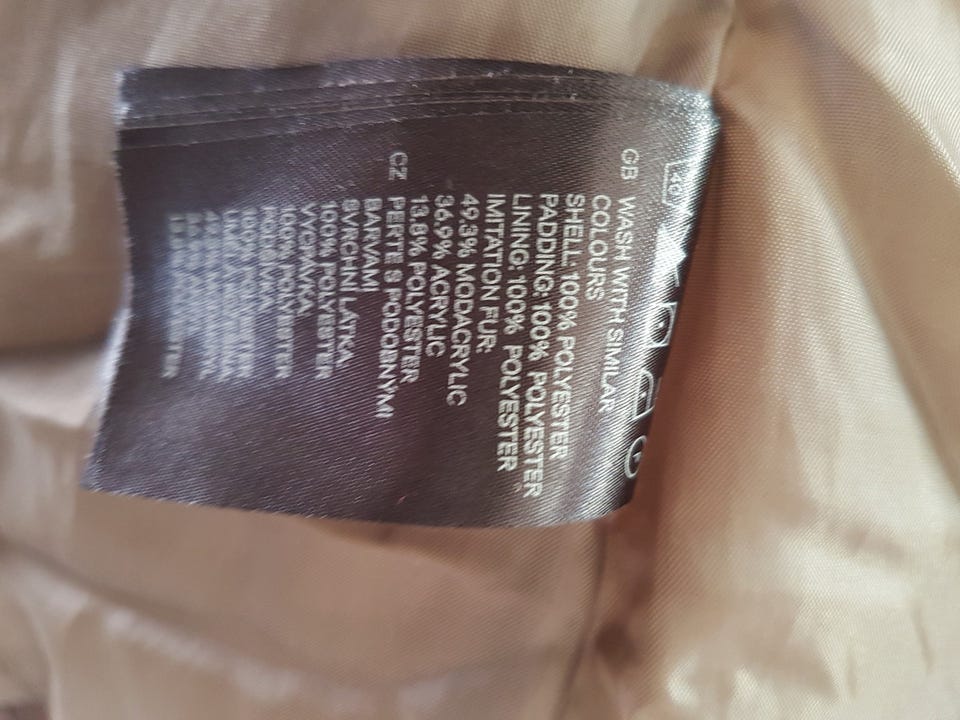 40
GB WASH WITH SIMILAR
COLOURS
SHELL:100% POLYESTER
PADDING:100% POLYESTER
LINING:100% POLYESTER
IMITATION FUR:
49.3% MODACRYLIC
36.9% ACRYLIC
13.8% POLYESTER
CZ PERTE S PODOBNÝMI
BARVAMI
SVRCHNÍ LÁTKA
100% POLYESTER
VÝCPÁVKA
100% POLYESTER